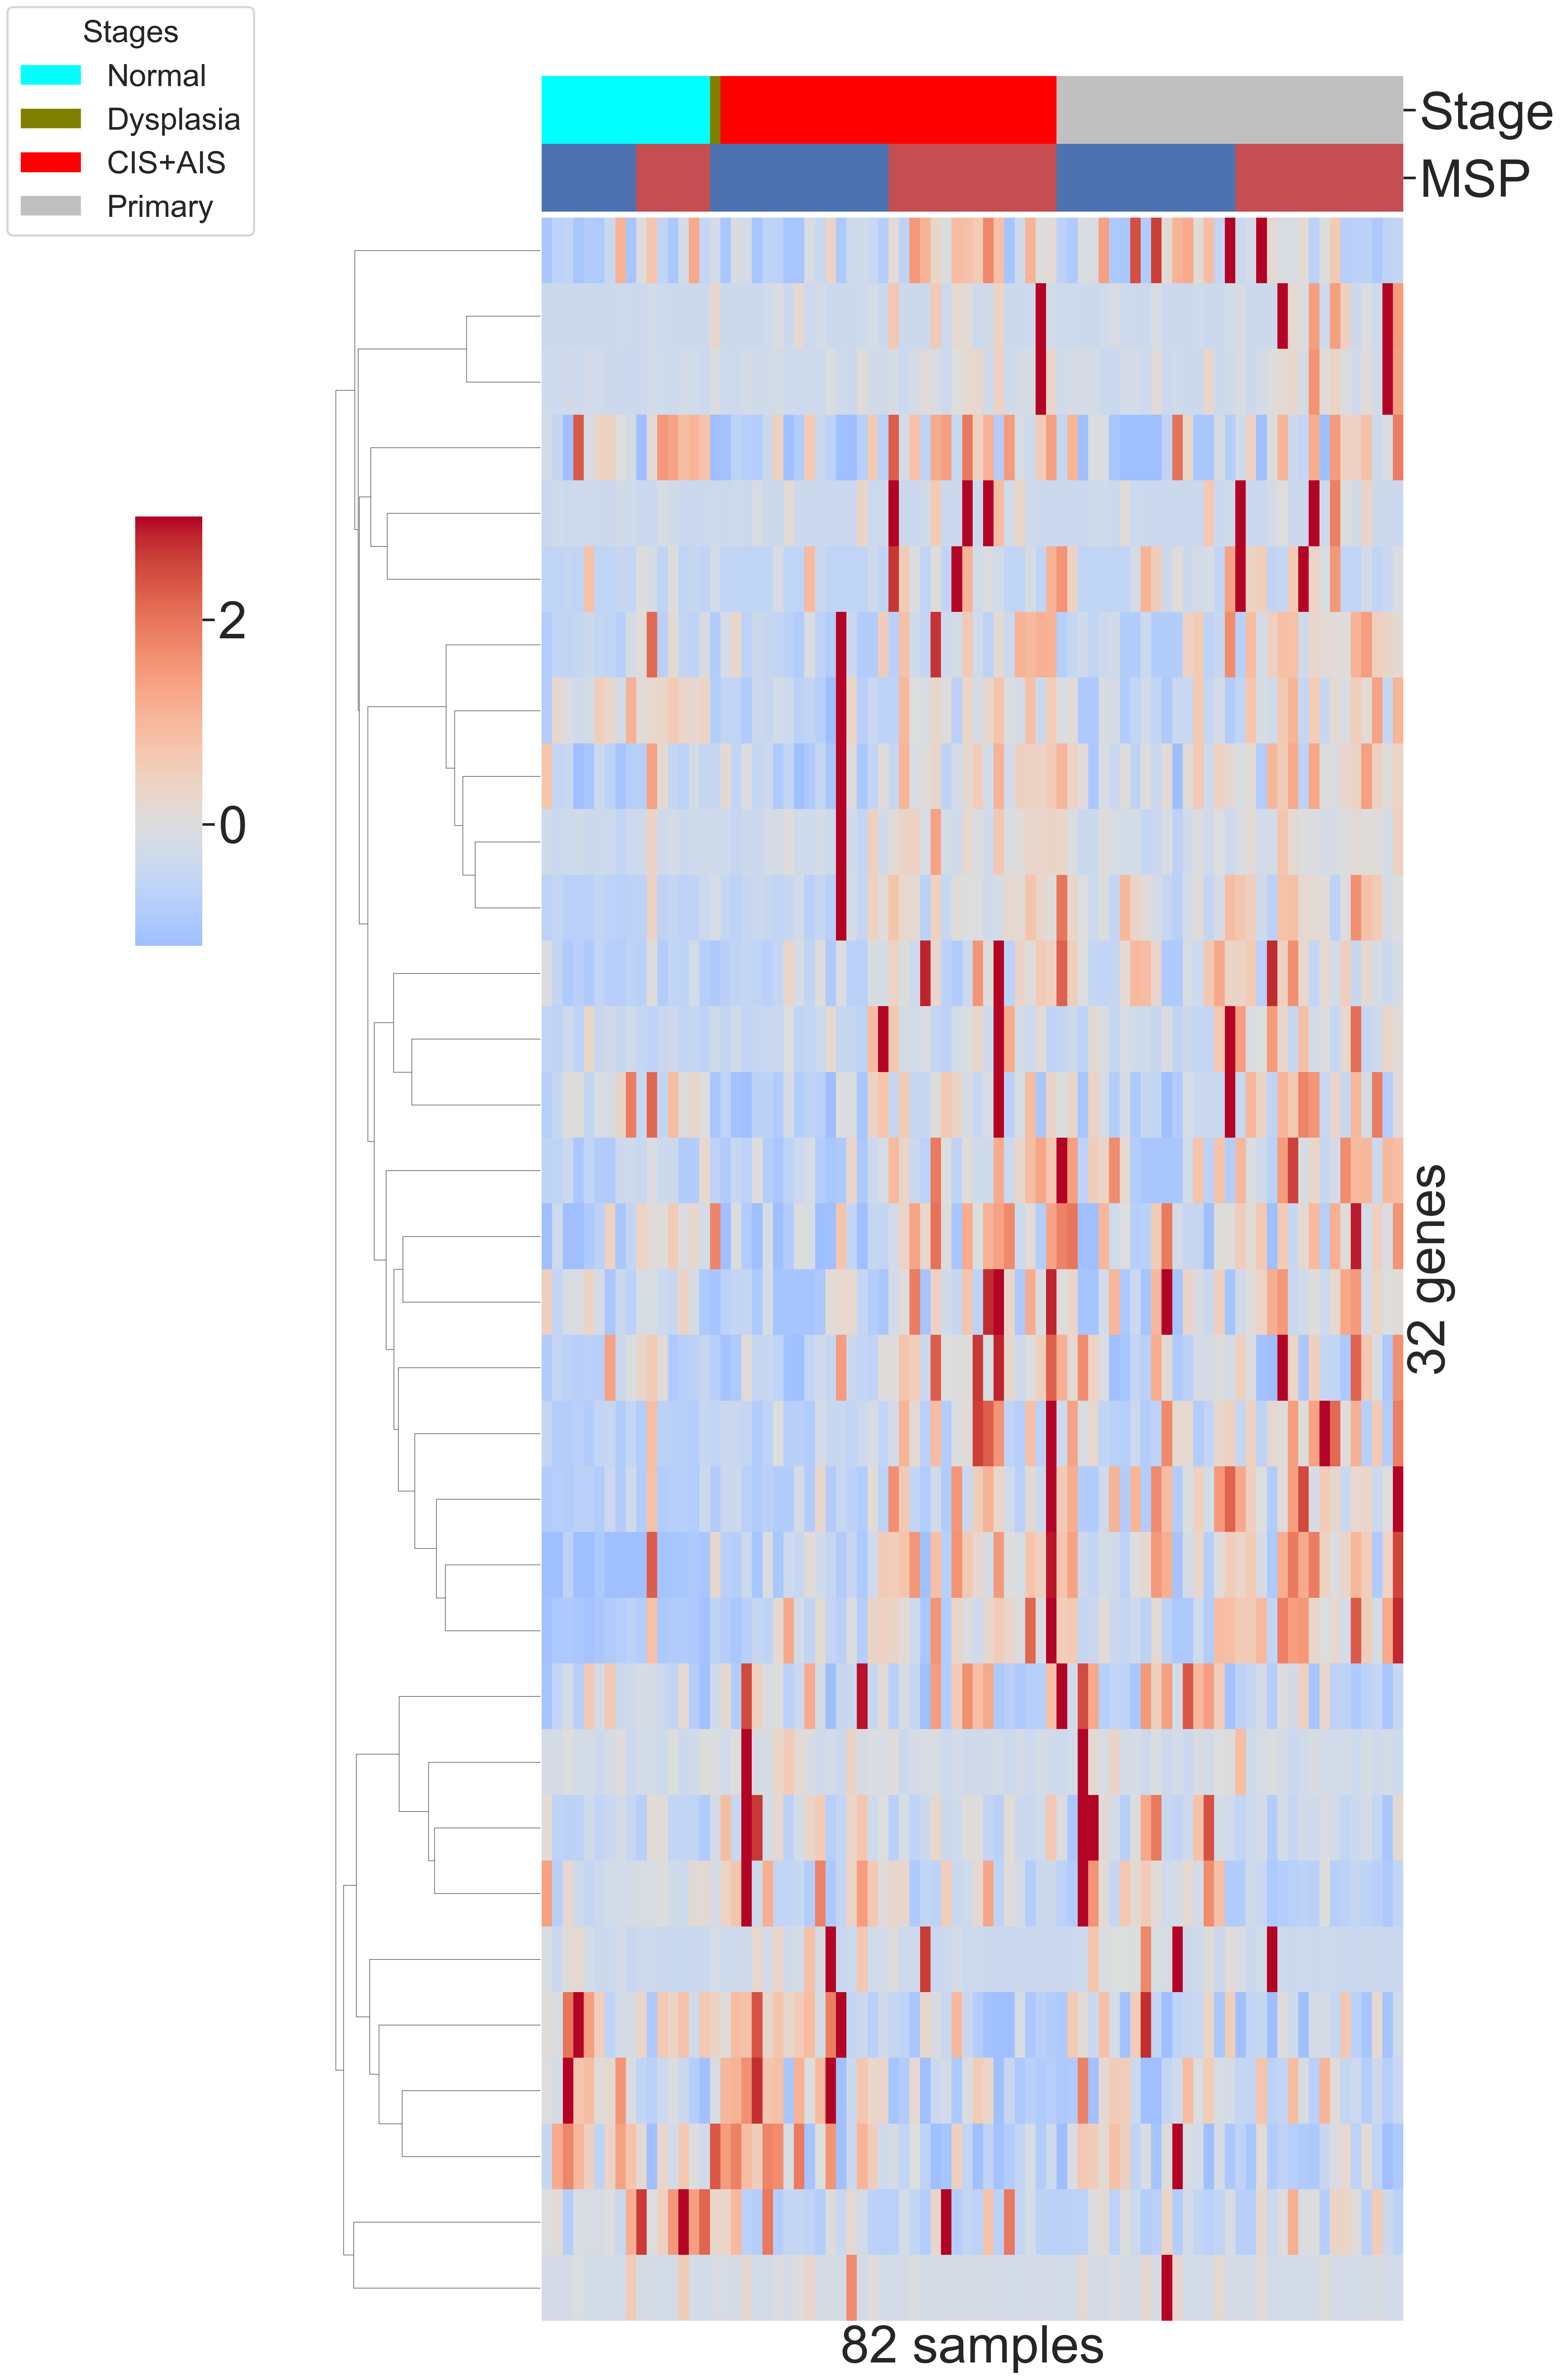 Stages
Normal
Dysplasia
CIS+AIS
Primary
Stage
MSP
2
0
32 genes
82 samples